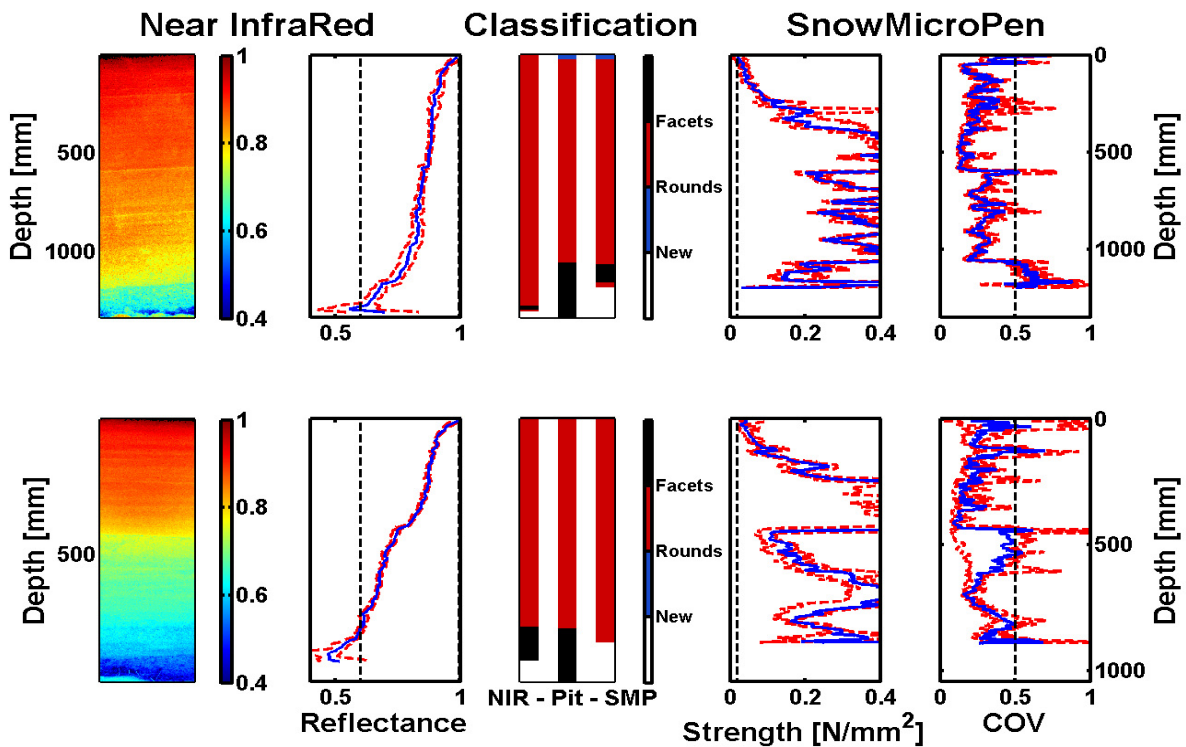 Near InfraRed
Classification
SnowMicroPen
Depth [mm]
500
1000
1
0.8
0.6
0.4
0.5
1
Facets
Rounds
New
0
0.2
0.4
0
0.5
1
0
500
1000
Depth [mm]
Depth [mm]
500
1
0.8
0.6
0.4
0.5
1
Reflectance
NIR - Pit - SMP
Facets
Rounds
New
0
0.2
0.4
Strength [N/mm²]
0
0.5
1
COV
0
500
1000
Depth [mm]